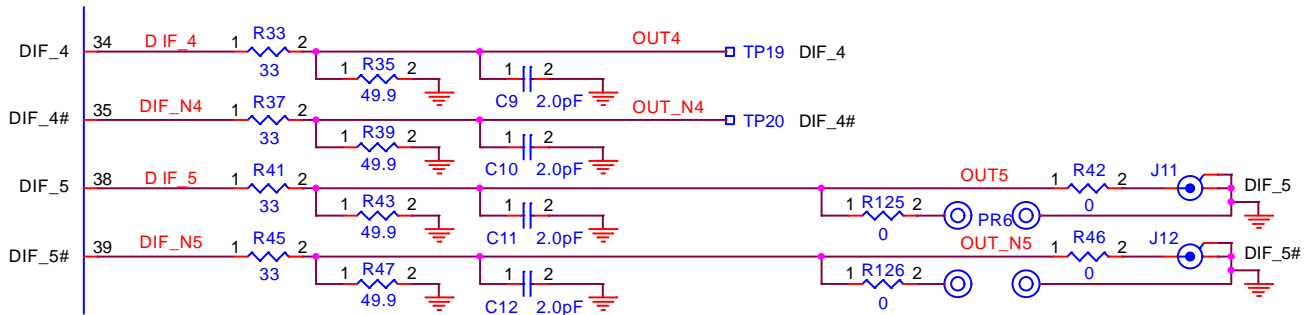 DIF_4 34 D IF_4 1 R33 2 33 OUT4 TP19 DIF_4
1 R35 2 49.9 1 2 C9 2.0pF
DIF_4# 35 DIF_N4 1 R37 2 33 OUT_N4 TP20 DIF_4#
1 R39 2 49.9 1 2 C10 2.0pF
DIF_5 38 D IF_5 1 R41 2 33 OUT5 1 R42 2 0 J11 DIF_5
1 R43 2 49.9 1 2 C11 2.0pF 1 R125 2 0 PR6
DIF_5# 39 DIF_N5 1 R45 2 33 OUT_N5 1 R46 2 0 J12 DIF_5#
1 R47 2 49.9 1 2 C12 2.0pF 1 R126 2 0